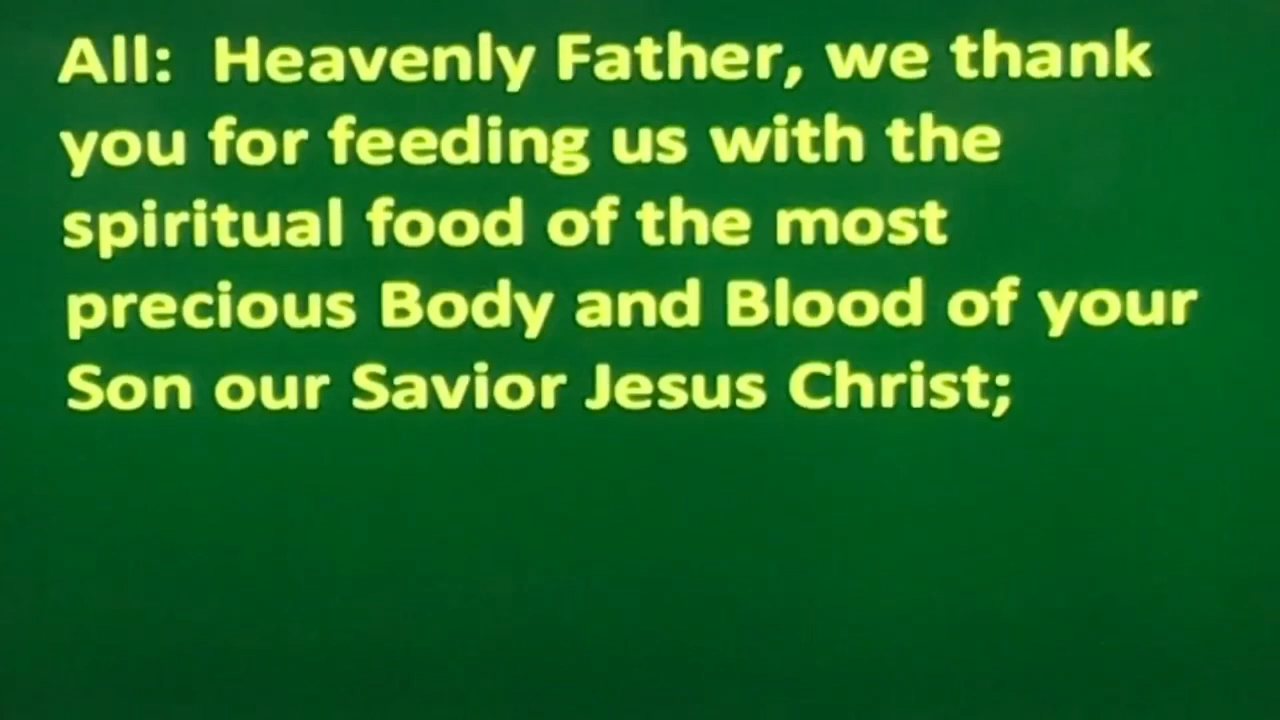 All:  Heavenly Father, we thank
you for feeding us with the
spiritual food of the most
precious Body and Blood of your
Son our Savior Jesus Christ;